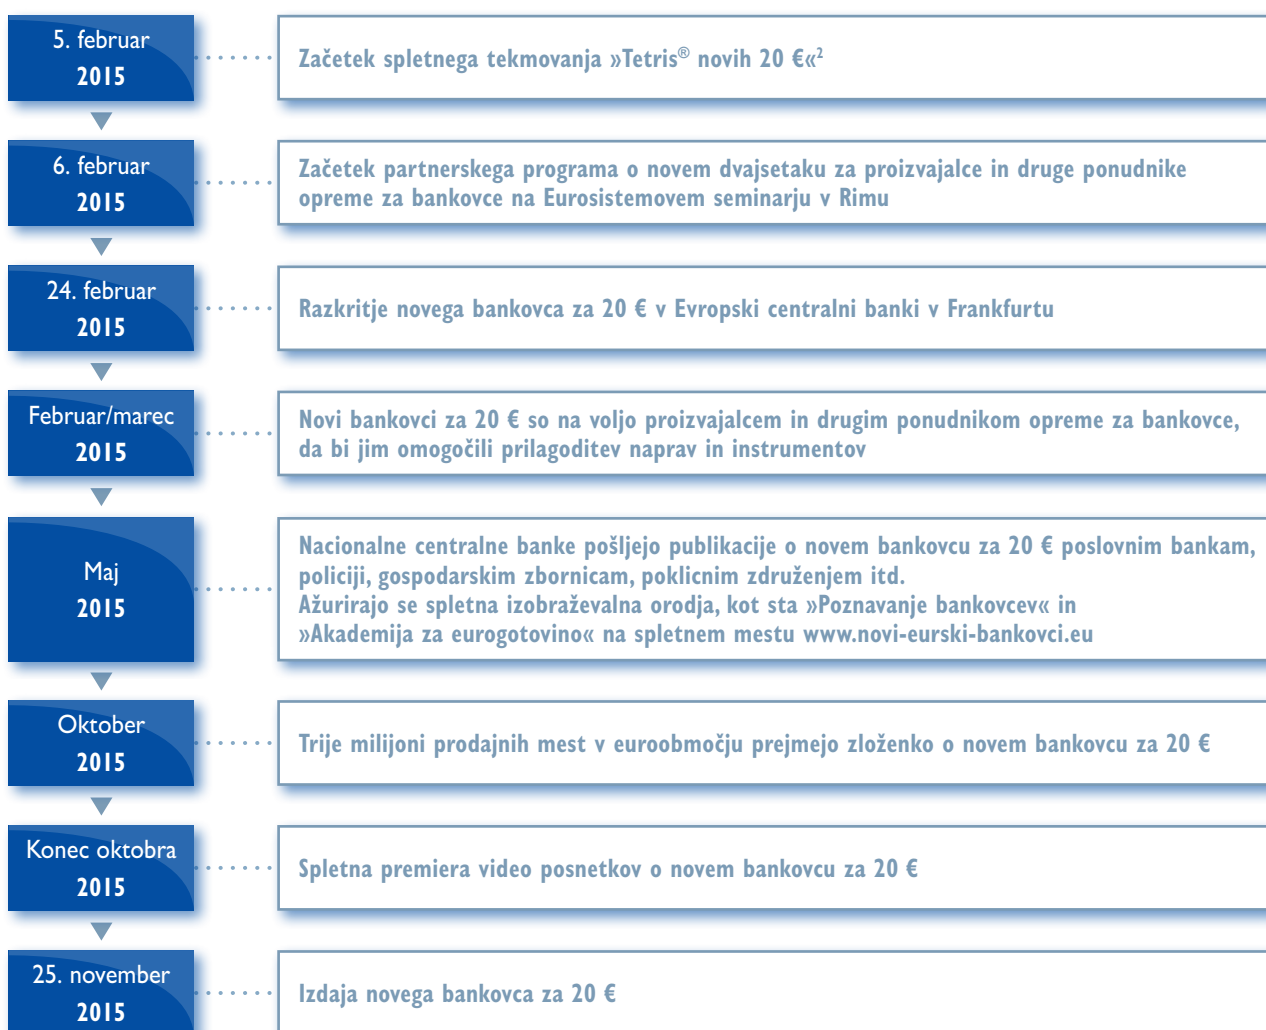 5. februar
2015
Začetek spletnega tekmovanja »Tetris® novih 20 €«²
6. februar
2015
Začetek partnerskega programa o novem dvajsetaku za proizvajalce in druge ponudnike
opreme za bankovce na Eurosistemovem seminarju v Rimu
24. februar
2015
Razkritje novega bankovca za 20 € v Evropski centralni banki v Frankfurtu
Februar/marec
2015
Novi bankovci za 20 € so na voljo proizvajalcem in drugim ponudnikom opreme za bankovce,
da bi jim omogočili prilagoditev naprav in instrumentov
Maj
2015
Nacionalne centralne banke pošljejo publikacije o novem bankovcu za 20 € poslovnim bankam,
policiji, gospodarskim zbornicam, poklicnim združenjem itd.
Ažurirajo se spletna izobraževalna orodja, kot sta »Poznavanje bankovcev« in
»Akademija za eurogotovino« na spletnem mestu www.novi-eurski-bankovci.eu
Oktober
2015
Trije milijoni prodajnih mest v euroobmočju prejmejo zloženko o novem bankovcu za 20 €
Konec oktobra
2015
Spletna premiera video posnetkov o novem bankovcu za 20 €
25. november
2015
Izdaja novega bankovca za 20 €